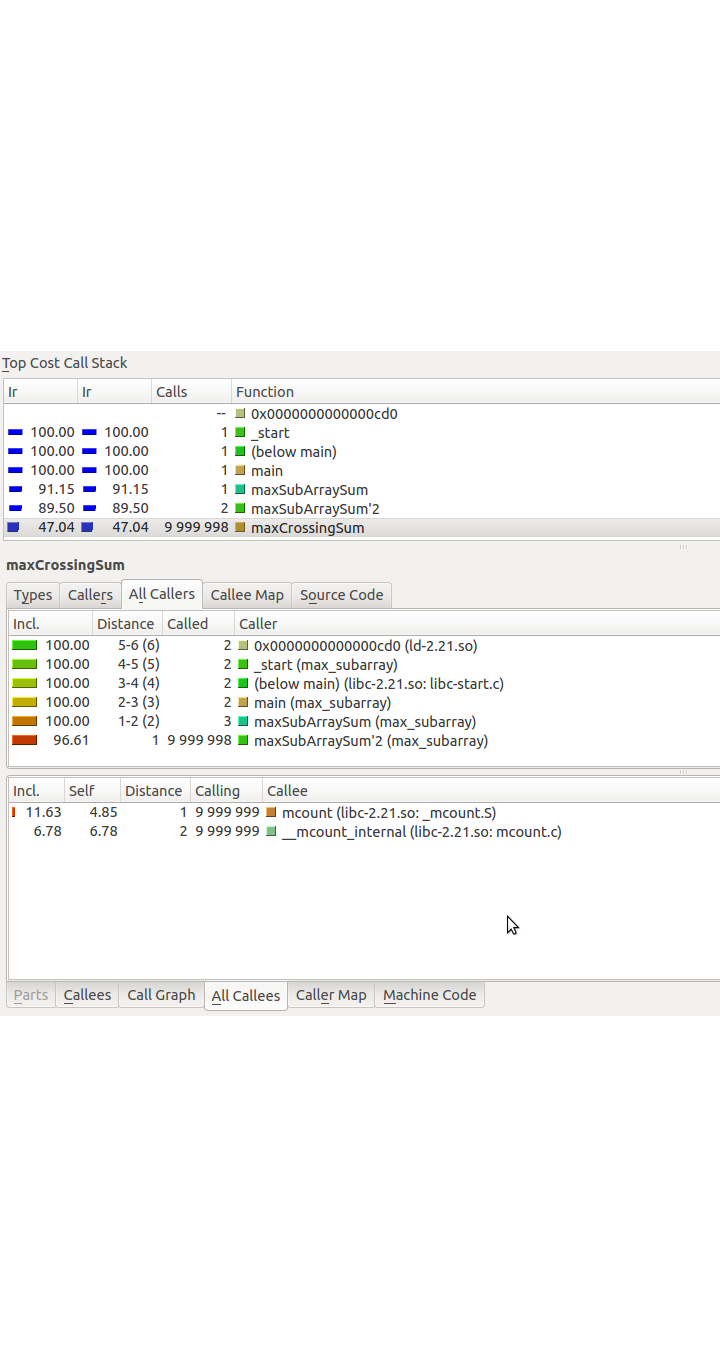 Top Cost Call Stack
Ir Ir Calls Function
-- 0x0000000000000cd0
100.00 100.00 1 _start
100.00 100.00 1 (below main)
100.00 100.00 1 main
91.15 91.15 1 maxSubArraySum
89.50 89.50 2 maxSubArraySum'2
47.04 47.04 9 999 998 maxCrossingSum
maxCrossingSum
Types Callers All Callers Callee Map Source Code
Incl. Distance Called Caller
100.00 5-6 (6) 2 0x0000000000000cd0 (ld-2.21.so)
100.00 4-5 (5) 2 _start (max_subarray)
100.00 3-4 (4) 2 (below main) (libc-2.21.so: libc-start.c)
100.00 2-3 (3) 2 main (max_subarray)
100.00 1-2 (2) 3 maxSubArraySum (max_subarray)
96.61 1 9 999 998 maxSubArraySum'2 (max_subarray)
Incl. Self Distance Calling Callee
11.63 4.85 1 9 999 999 mcount (libc-2.21.so: _mcount.S)
6.78 6.78 2 9 999 999 __mcount_internal (libc-2.21.so: mcount.c)
Parts Callees Call Graph All Callees Caller Map Machine Code